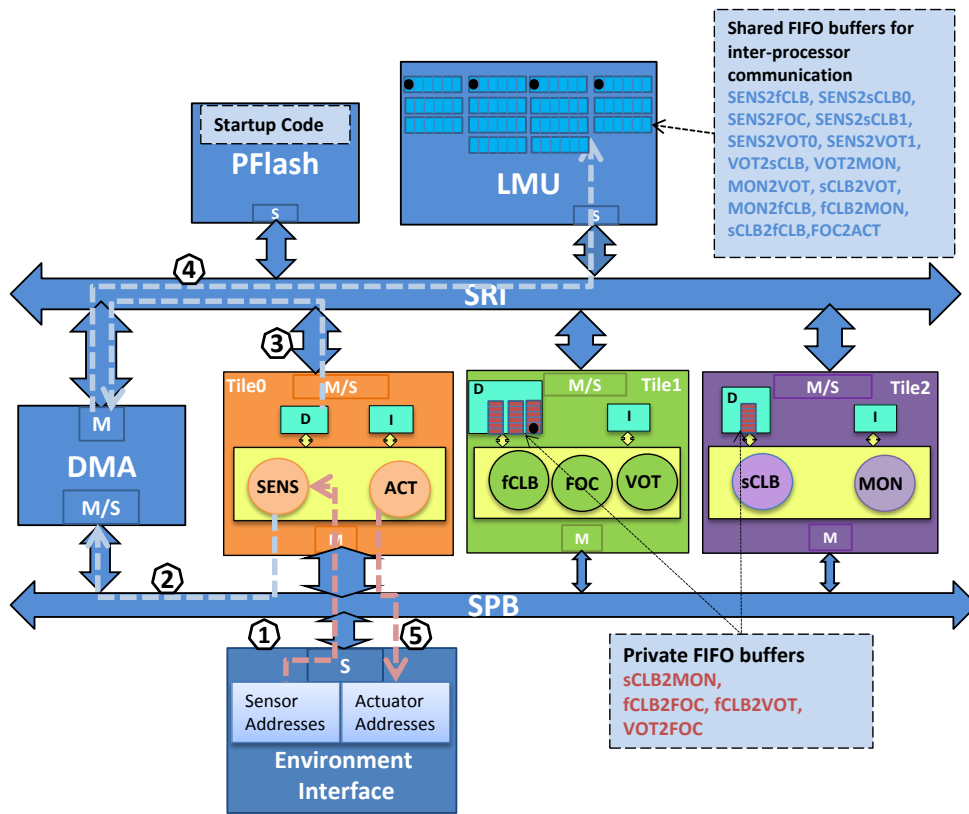 Shared FIFO buffers for
inter-processor
communication
SENS2fCLB, SENS2sCLB0,
SENS2FOC, SENS2sCLB1,
SENS2VOT0, SENS2VOT1,
VOT2sCLB, VOT2MON,
MON2VOT, sCLB2VOT,
MON2fCLB, fCLB2MON,
sCLB2fCLB,FOC2ACT
Startup Code
PFlash
S
LMU
S
4
SRI
3
M
DMA
M/S
Tile0
M/S
D
I
SENS
ACT
M
Tile1
M/S
D
I
fCLB
FOC
VOT
M
Tile2
M/S
D
I
sCLB
MON
M
2
SPB
1
5
S
Sensor
Addresses
Actuator
Addresses
Environment
Interface
Private FIFO buffers
sCLB2MON,
fCLB2FOC, fCLB2VOT,
VOT2FOC